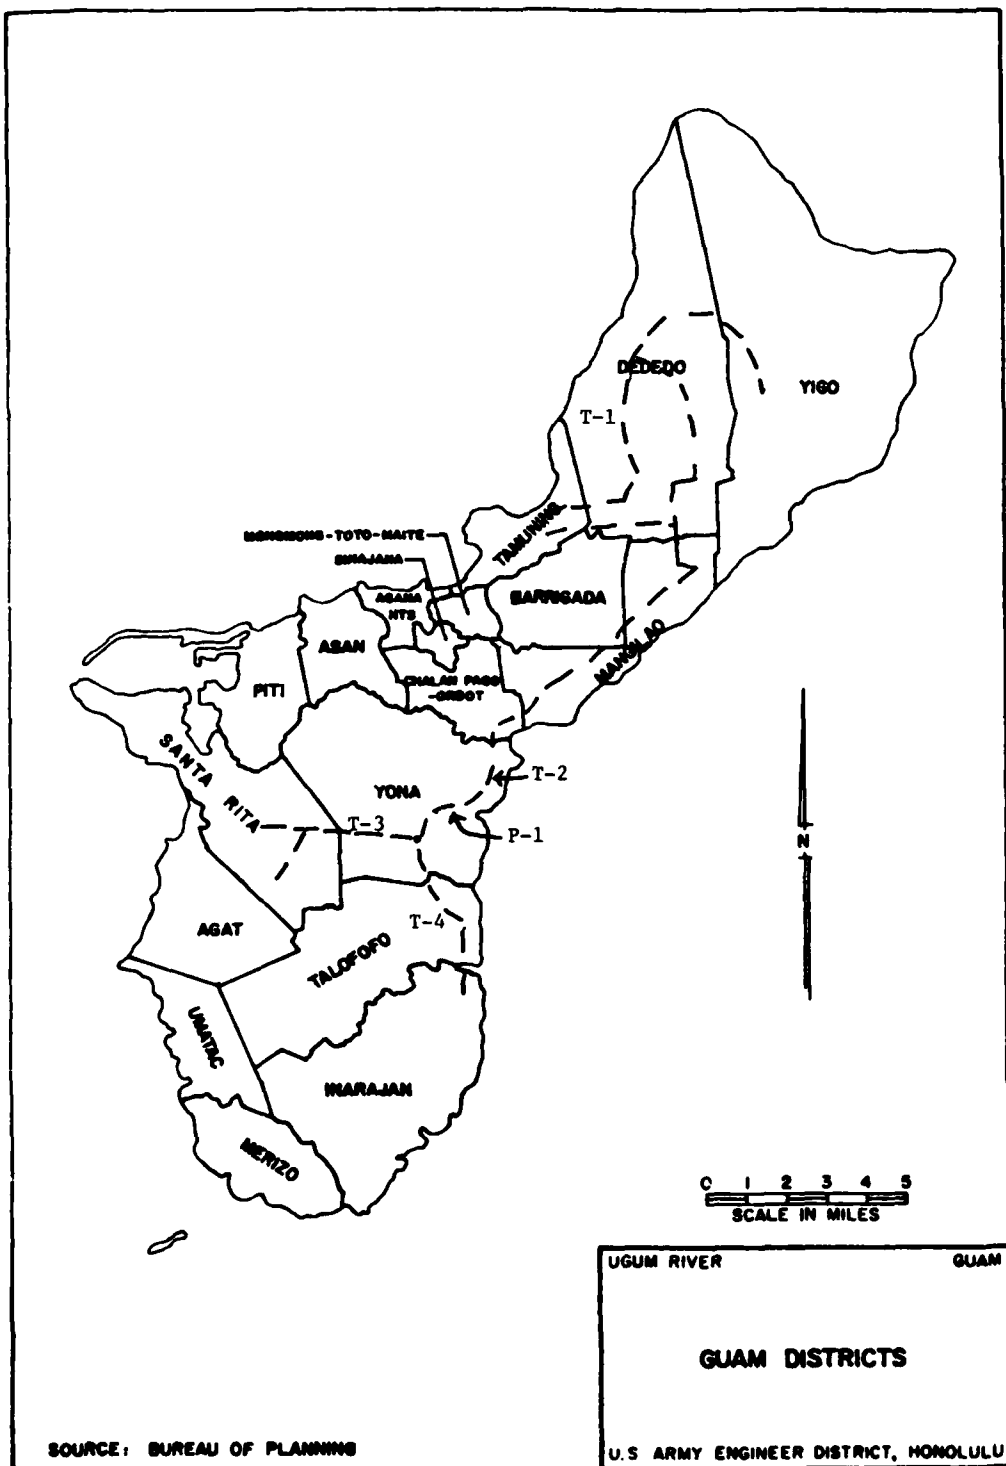 DEDEDO
YIGO
T-1
TAMUNING
MONGMONG-TOTO-MAITE
SINAJANA
AGANA
HTS
BARRIGADA
ASAN
MANGILAO
CHALAN PAGO
-ORDOT
PITI
SANTA RITA
YONA
T-2
T-3
P-1
N
AGAT
T-4
TALOFOFO
UMATAC
INARAJAN
MERIZO
0 1 2 3 4 5
SCALE IN MILES
UGUM RIVER GUAM
GUAM DISTRICTS
SOURCE: BUREAU OF PLANNING
U.S ARMY ENGINEER DISTRICT, HONOLULU